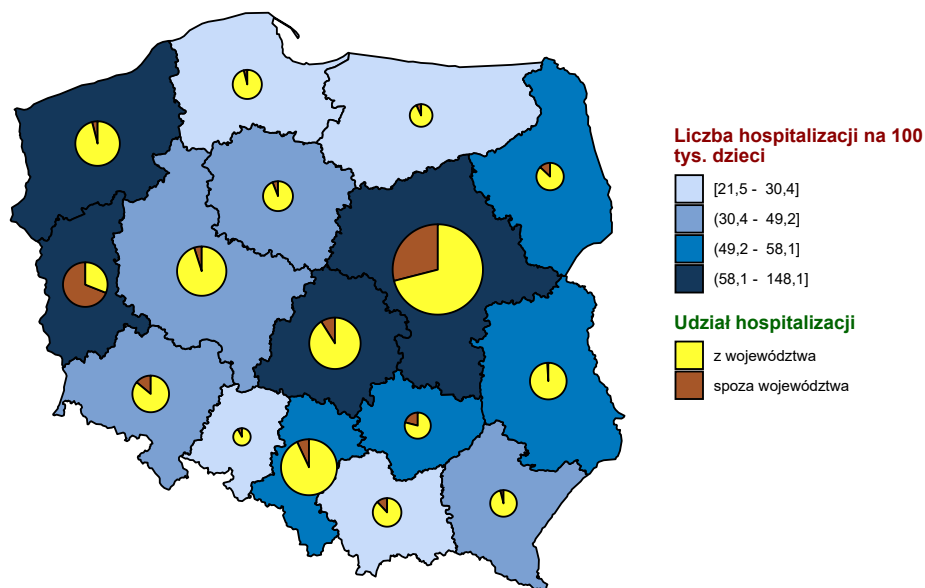 Liczba hospitalizacji na 100
tys. dzieci
[21,5 - 30,4]
(30,4 - 49,2]
(49,2 - 58,1]
(58,1 - 148,1]
Udział hospitalizacji
z województwa
spoza województwa